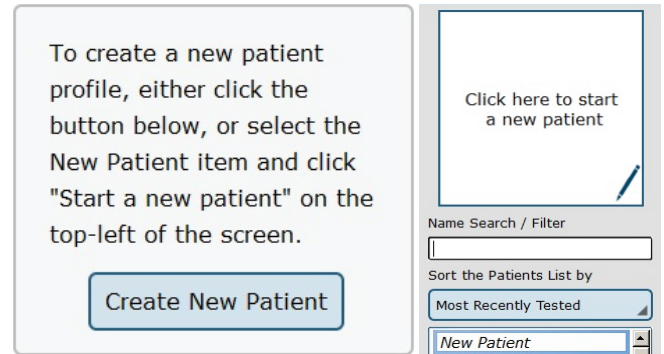 To create a new patient
profile, either click the
button below, or select the
New Patient item and click
"Start a new patient" on the
top-left of the screen.
Create New Patient
Click here to start
a new patient
Name Search / Filter
Sort the Patients List by
Most Recently Tested
New Patient